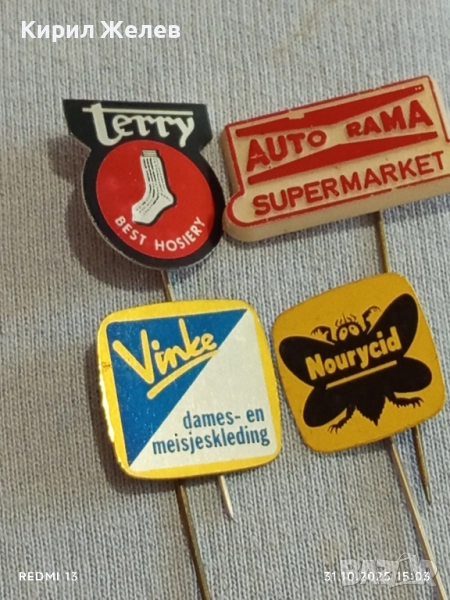 Кирил Желев
terry
BEST HOSIERY
AUTO RAMA
SUPERMARKET
Vinke
dames- en
meisjeskleding
Nourycid
REDMI 13
31.10.2025 15:03